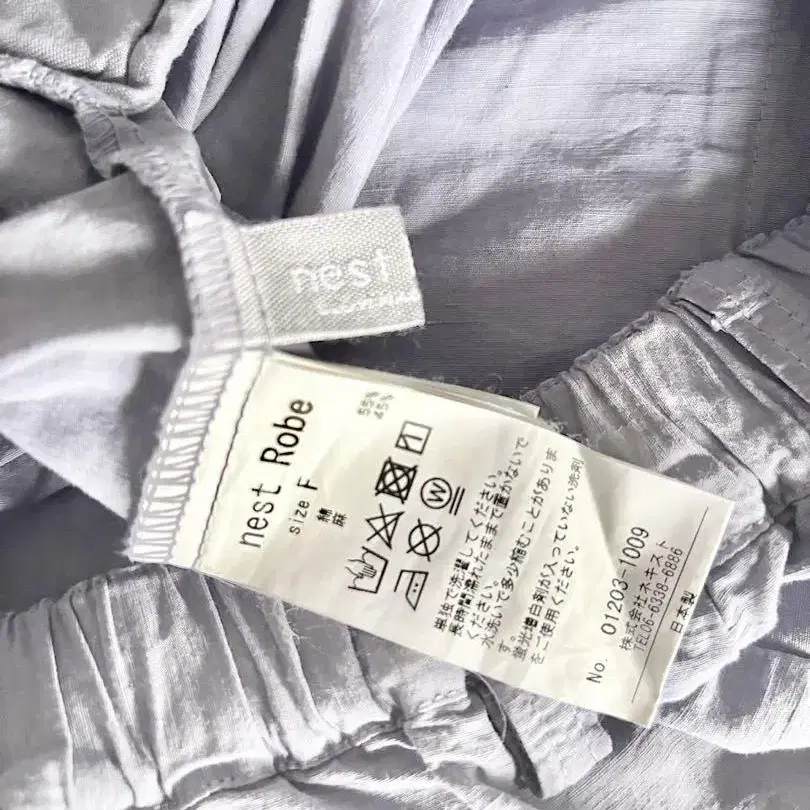 nest
nest Robe
size F
綿 55%
麻 45%
単独で洗濯してください。
長時間濡れたままで置かないで
ください。
水洗いで多少縮むことがありま
す。
蛍光増白剤が入っていない洗剤
をご使用ください。
No. 01203-1009
株式会社ネキスト
TEL06-6338-6886
日本製